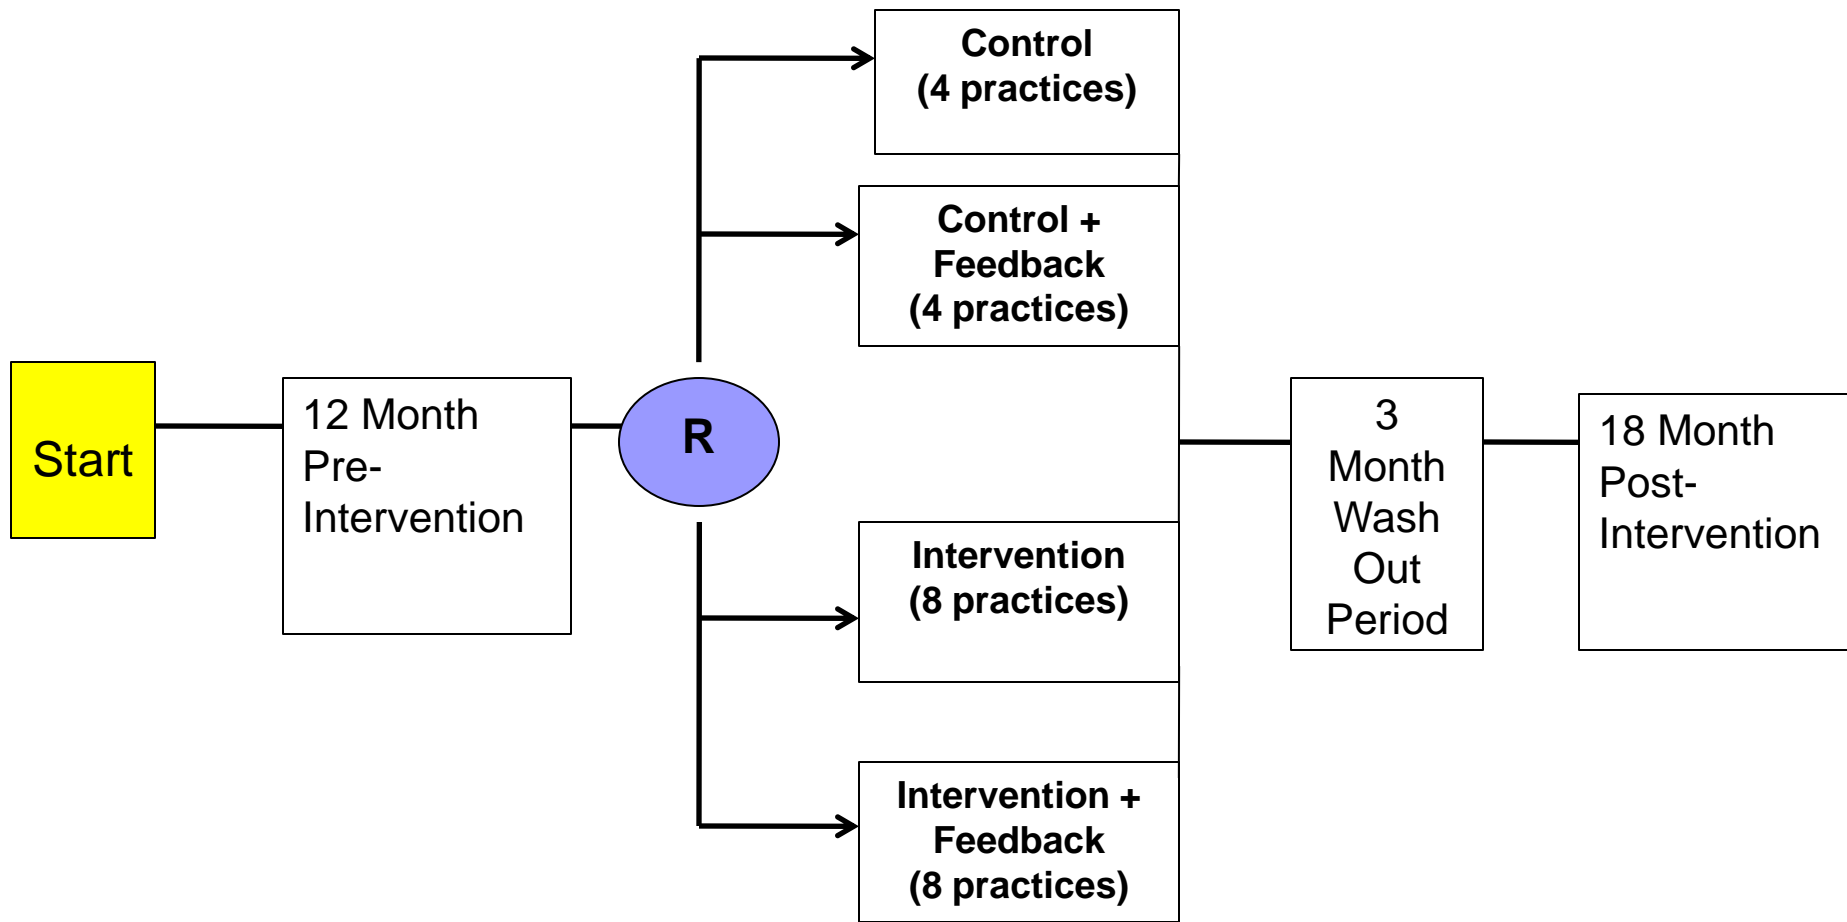 Start
12 Month
Pre-
Intervention
R
Control
(4 practices)
Control +
Feedback
(4 practices)
Intervention
(8 practices)
Intervention +
Feedback
(8 practices)
3
Month
Wash
Out
Period
18 Month
Post-
Intervention